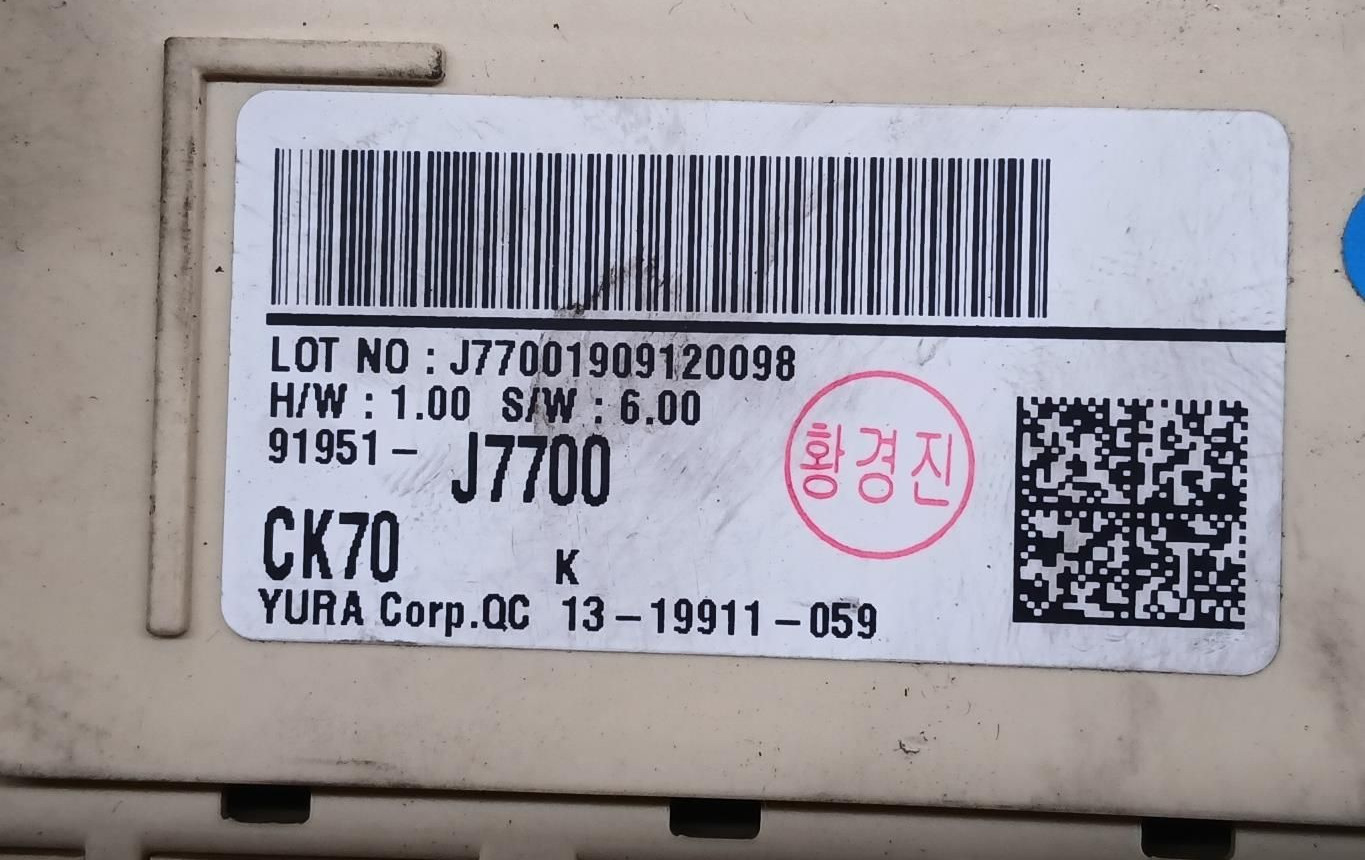 LOT NO : J77001909120098
H/W : 1.00 S/W : 6.00
91951- J7700
황경진
CK70 K
YURA Corp.QC 13-19911-059